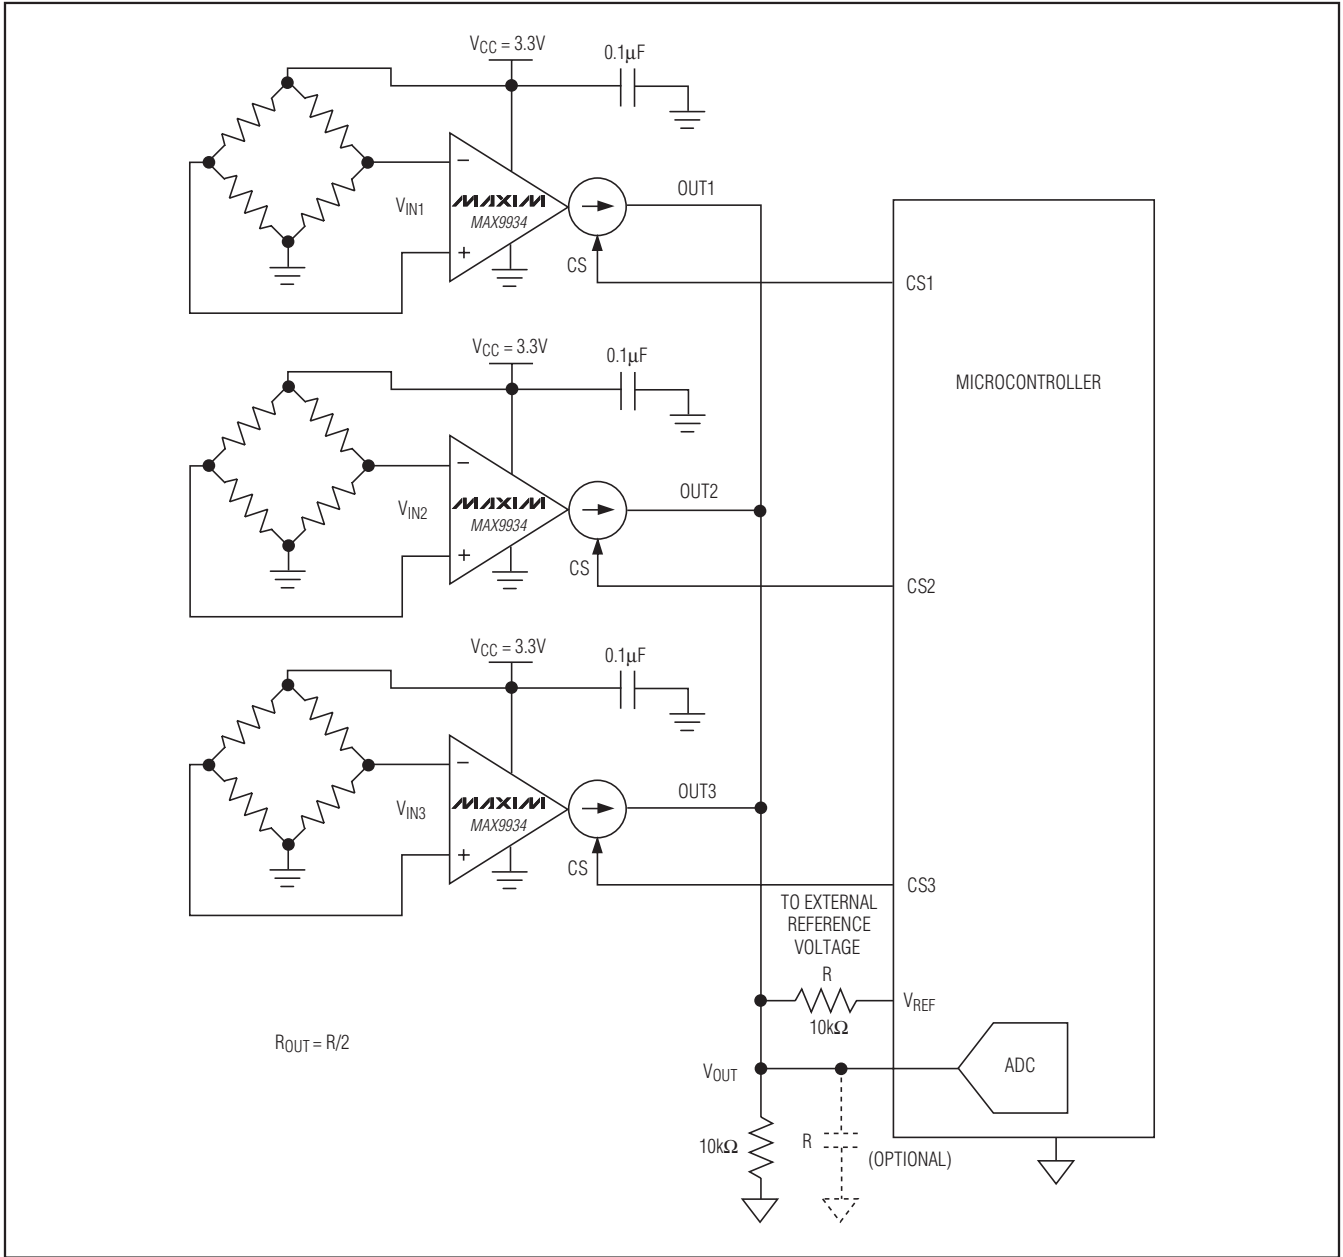 VCC = 3.3V
0.1μF
−
VIN1
MAXIM
MAX9934
+
OUT1
CS
CS1
MICROCONTROLLER
VCC = 3.3V
0.1μF
−
VIN2
MAXIM
MAX9934
+
OUT2
CS
CS2
VCC = 3.3V
0.1μF
−
VIN3
MAXIM
MAX9934
+
OUT3
CS
CS3
TO EXTERNAL
REFERENCE
VOLTAGE
R
10kΩ
VREF
ROUT = R/2
VOUT
ADC
10kΩ
R
(OPTIONAL)